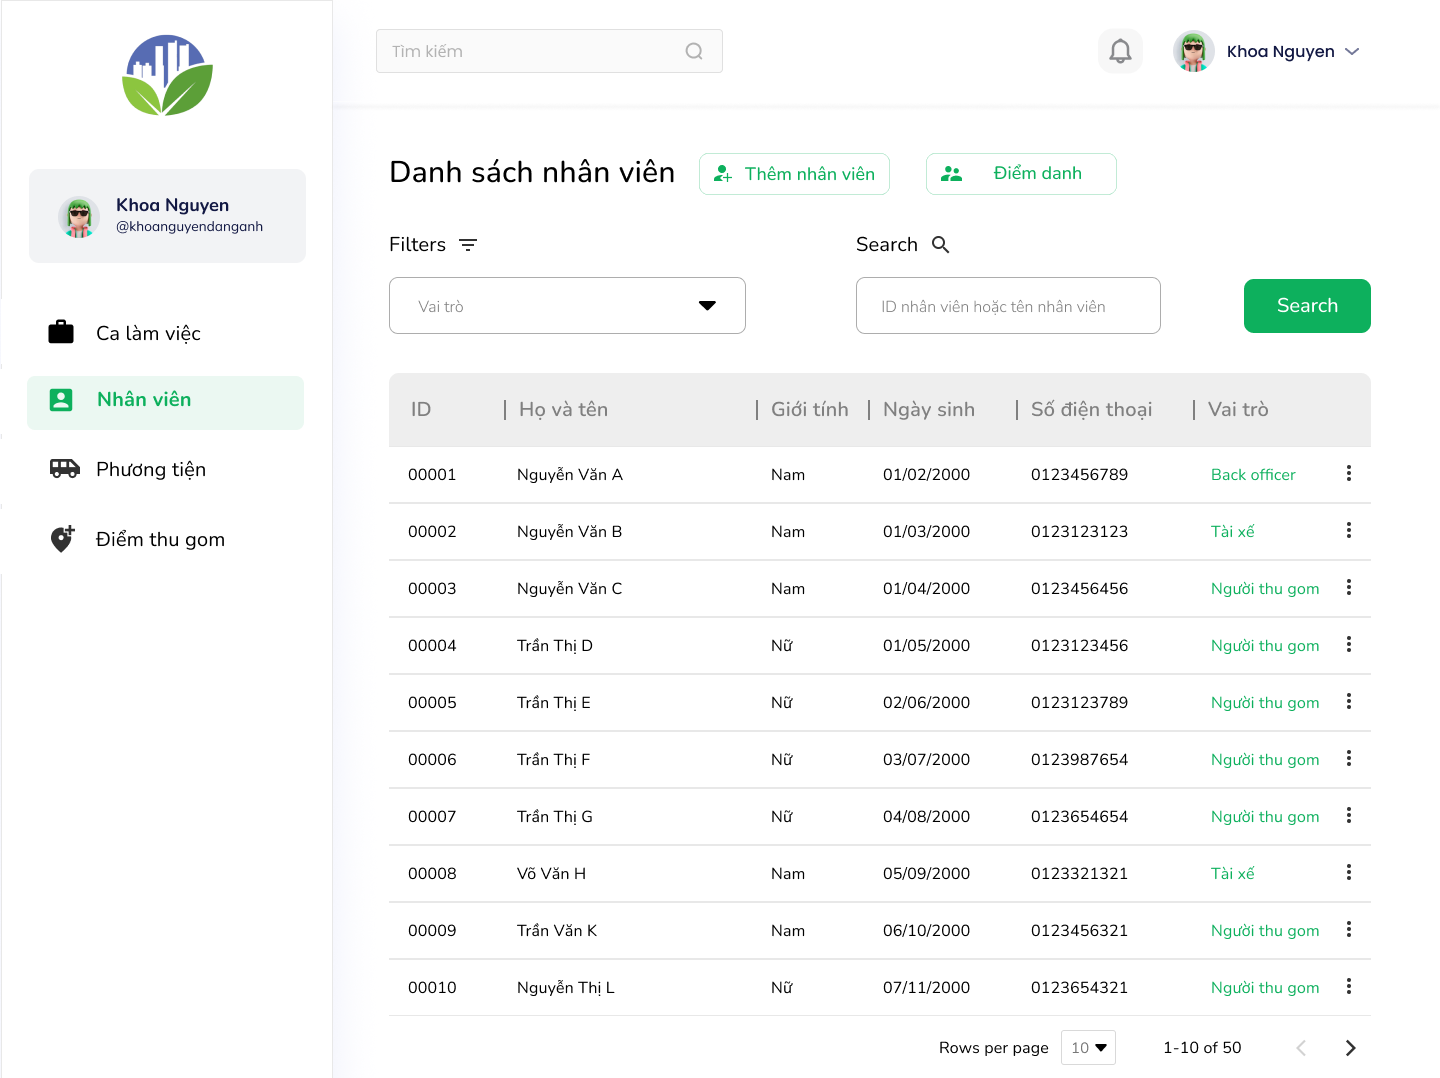 Tìm kiếm
Khoa Nguyen
Khoa Nguyen
@khoanguyendanganh
Ca làm việc
Nhân viên
Phương tiện
Điểm thu gom
Danh sách nhân viên
Thêm nhân viên
Điểm danh
Filters
Search
Vai trò
ID nhân viên hoặc tên nhân viên
Search
ID | Họ và tên | Giới tính | Ngày sinh | Số điện thoại | Vai trò
00001 Nguyễn Văn A Nam 01/02/2000 0123456789 Back officer
00002 Nguyễn Văn B Nam 01/03/2000 0123123123 Tài xế
00003 Nguyễn Văn C Nam 01/04/2000 0123456456 Người thu gom
00004 Trần Thị D Nữ 01/05/2000 0123123456 Người thu gom
00005 Trần Thị E Nữ 02/06/2000 0123123789 Người thu gom
00006 Trần Thị F Nữ 03/07/2000 0123987654 Người thu gom
00007 Trần Thị G Nữ 04/08/2000 0123654654 Người thu gom
00008 Võ Văn H Nam 05/09/2000 0123321321 Tài xế
00009 Trần Văn K Nam 06/10/2000 0123456321 Người thu gom
00010 Nguyễn Thị L Nữ 07/11/2000 0123654321 Người thu gom
Rows per page 10 1-10 of 50